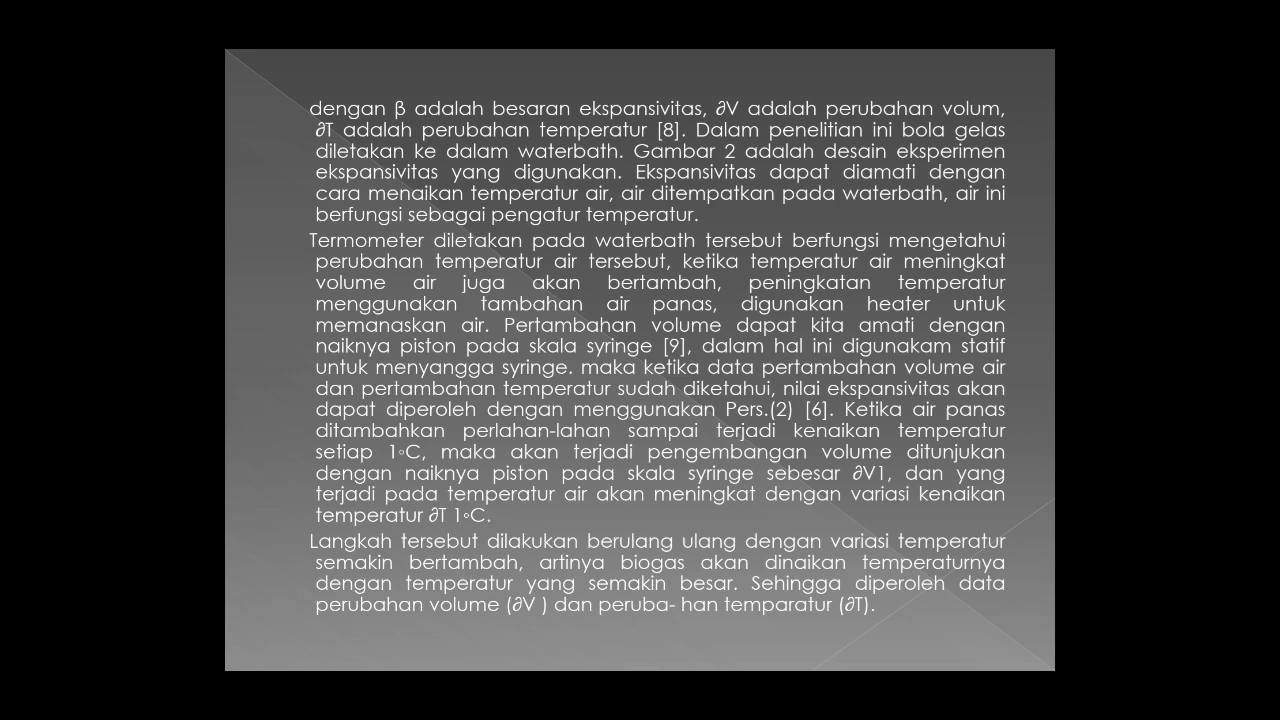 dengan β adalah besaran ekspansivitas, ∂V adalah perubahan volum,
∂T adalah perubahan temperatur [8]. Dalam penelitian ini bola gelas
diletakan ke dalam waterbath. Gambar 2 adalah desain eksperimen
ekspansivitas yang digunakan. Ekspansivitas dapat diamati dengan
cara menaikan temperatur air, air ditempatkan pada waterbath, air ini
berfungsi sebagai pengatur temperatur.
Termometer diletakan pada waterbath tersebut berfungsi mengetahui
perubahan temperatur air tersebut, ketika temperatur air meningkat
volume air juga akan bertambah, peningkatan temperatur
menggunakan tambahan air panas, digunakan heater untuk
memanaskan air. Pertambahan volume dapat kita amati dengan
naiknya piston pada skala syringe [9], dalam hal ini digunakam statif
untuk menyangga syringe. maka ketika data pertambahan volume air
dan pertambahan temperatur sudah diketahui, nilai ekspansivitas akan
dapat diperoleh dengan menggunakan Pers.(2) [6]. Ketika air panas
ditambahkan perlahan-lahan sampai terjadi kenaikan temperatur
setiap 1◦C, maka akan terjadi pengembangan volume ditunjukan
dengan naiknya piston pada skala syringe sebesar ∂V1, dan yang
terjadi pada temperatur air akan meningkat dengan variasi kenaikan
temperatur ∂T 1◦C.
Langkah tersebut dilakukan berulang ulang dengan variasi temperatur
semakin bertambah, artinya biogas akan dinaikan temperaturnya
dengan temperatur yang semakin besar. Sehingga diperoleh data
perubahan volume (∂V ) dan peruba- han temparatur (∂T).